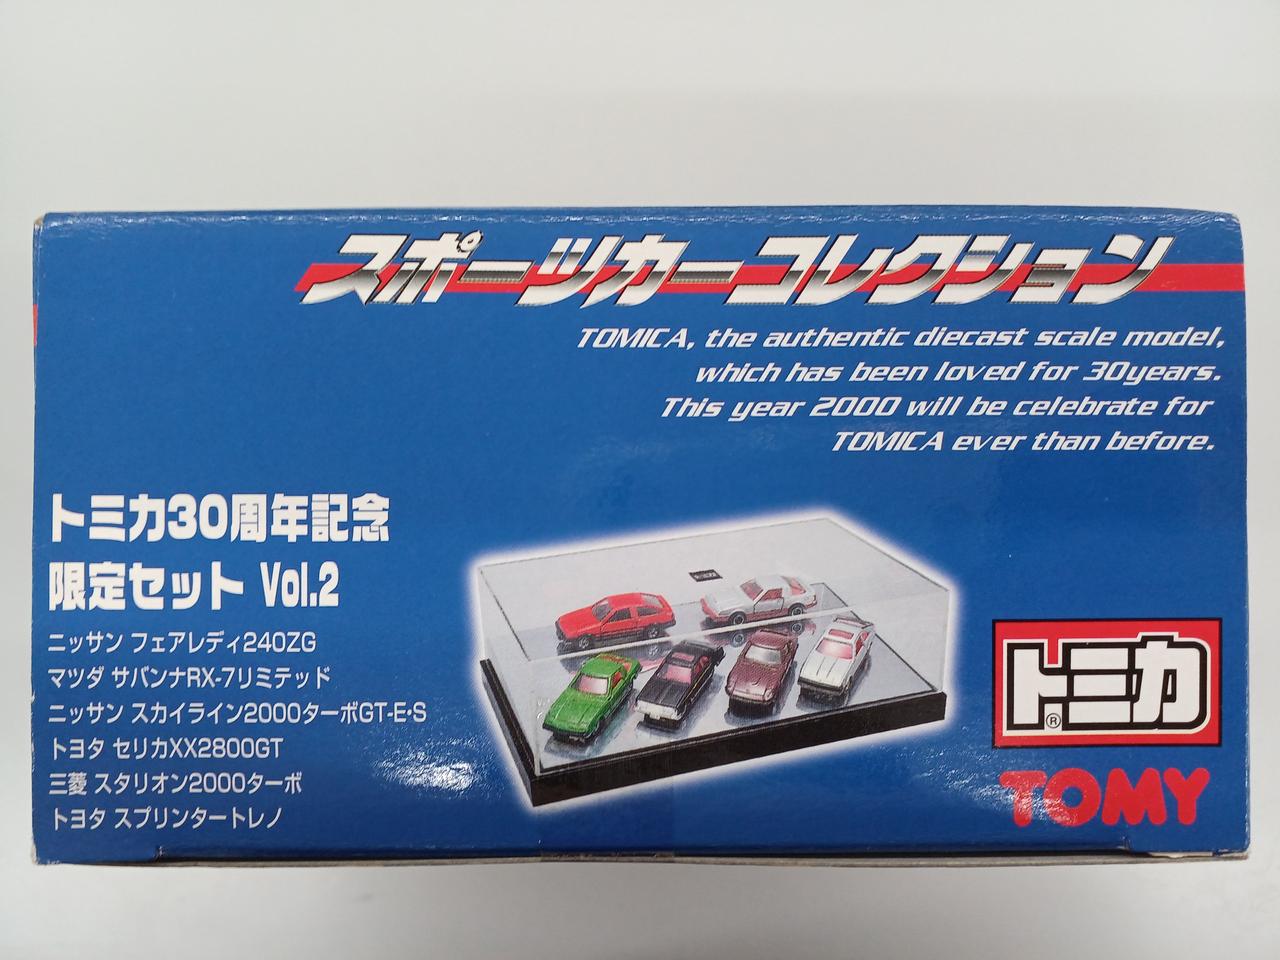 スポーツカーコレクション
TOMICA, the authentic diecast scale model,
which has been loved for 30years.
This year 2000 will be celebrate for
TOMICA ever than before.
トミカ30周年記念
限定セット Vol.2
ニッサン フェアレディ240ZG
マツダ サバンナRX-7リミテッド
ニッサン スカイライン2000ターボGT-E・S
トヨタ セリカXX2800GT
三菱 スタリオン2000ターボ
トヨタ スプリンタートレノ
トミカ®
TOMY